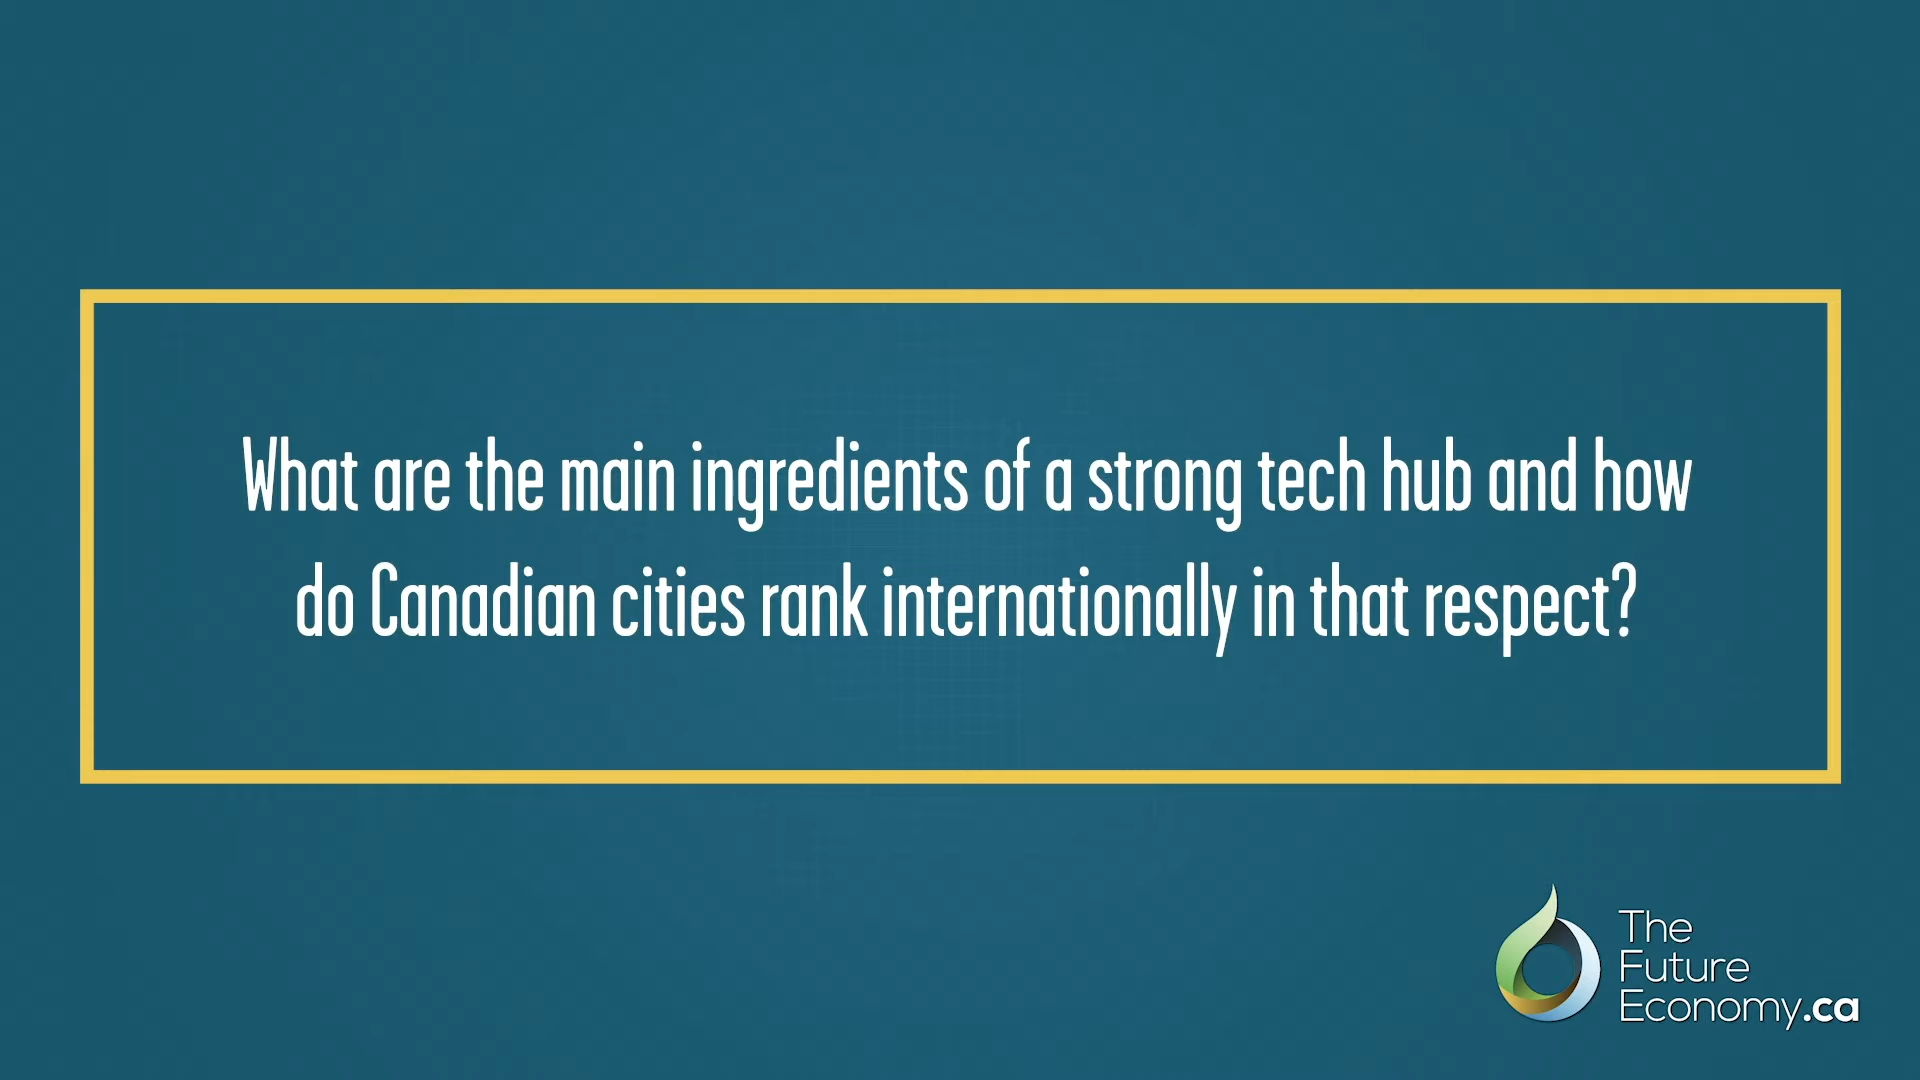 What are the main ingredients of a strong tech hub and how
do Canadian cities rank internationally in that respect?
The
Future
Economy.ca